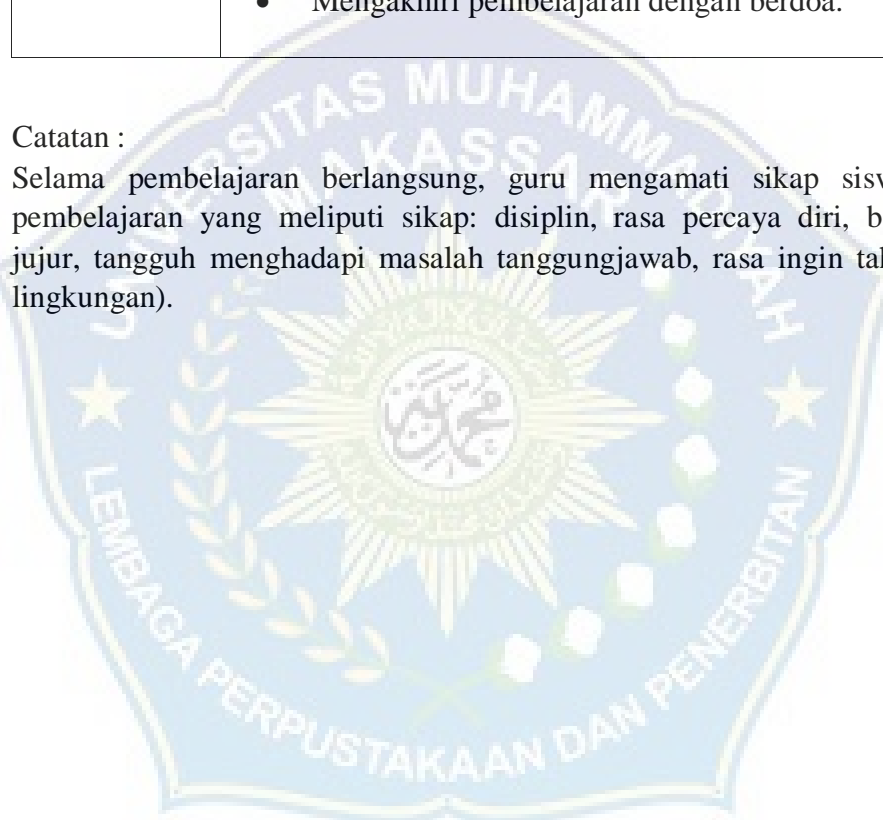 • Mengakhiri pembelajaran dengan berdoa.
Catatan :
Selama pembelajaran berlangsung, guru mengamati sikap
pembelajaran yang meliputi sikap: disiplin, rasa percaya diri,
jujur, tangguh menghadapi masalah tanggungjawab, rasa ingin
lingkungan).
UNIVERSITAS MUHAMMADIYAH
MAKASSAR
LEMBAGA PERPUSTAKAAN DAN PENERBITAN